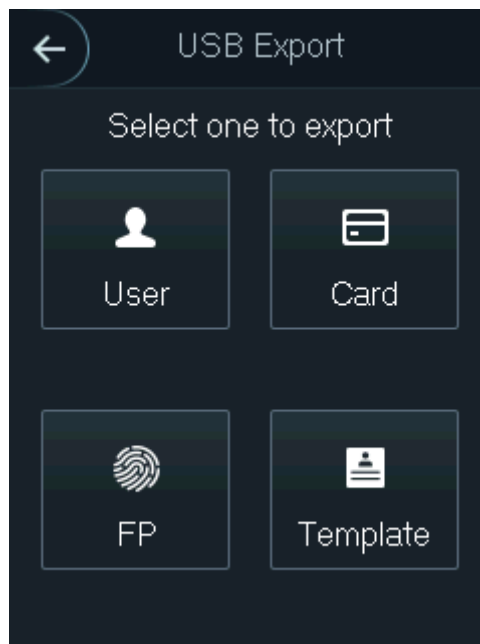 USB Export
Select one to export
User
Card
FP
Template